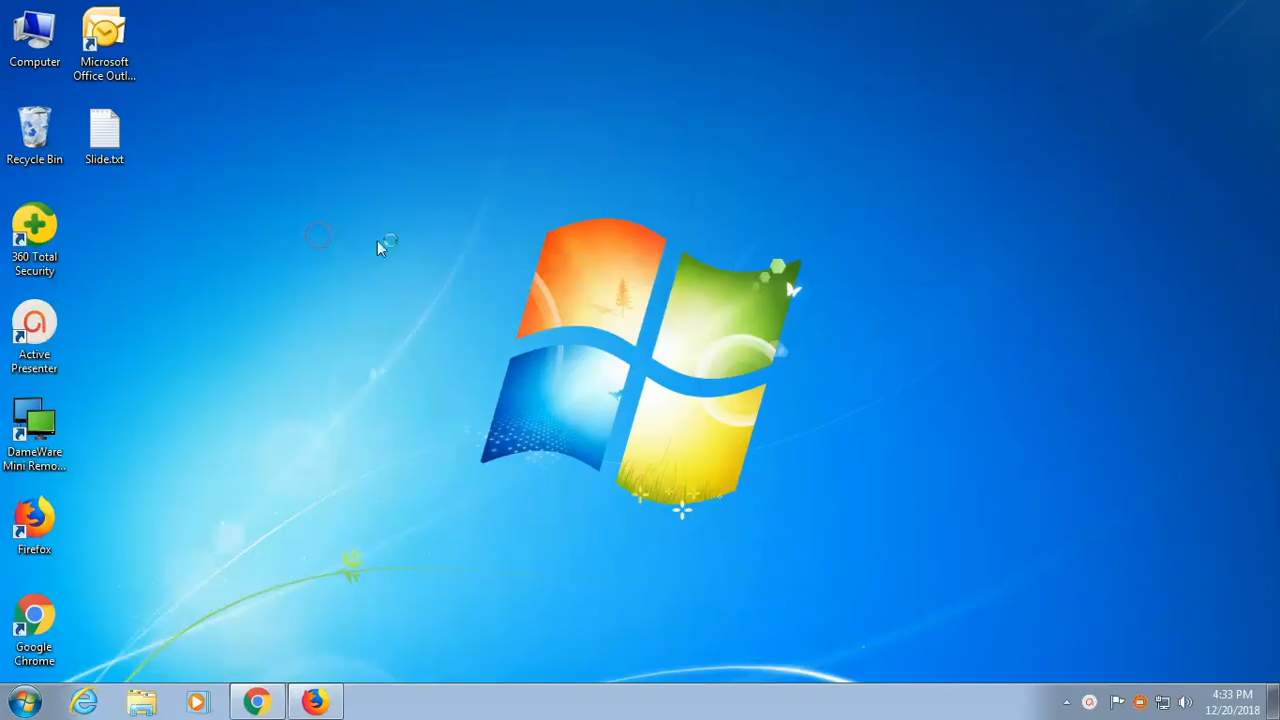 Computer
Microsoft
Office Outl...
Recycle Bin
Slide.txt
360 Total
Security
Active
Presenter
DameWare
Mini Remo...
Firefox
Google
Chrome
4:33 PM
12/20/2018